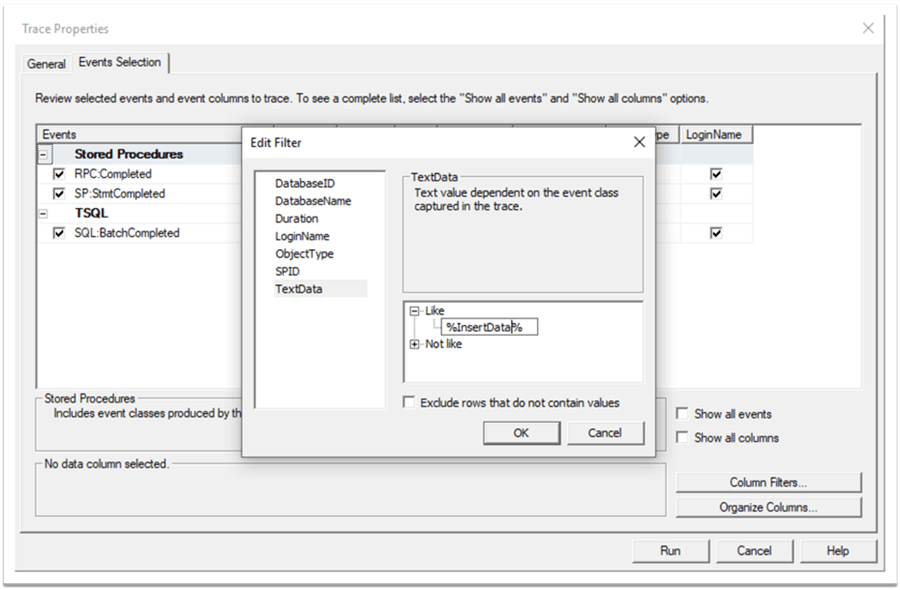 Trace Properties
General
Events Selection
Review selected events and event columns to trace. To see a complete list, select the "Show all events" and "Show all columns" options.
Events
LoginName
Stored Procedures
RPC:Completed
SP:StmtCompleted
TSQL
SQL:BatchCompleted
Edit Filter
DatabaseID
DatabaseName
Duration
LoginName
ObjectType
SPID
TextData
TextData
Text value dependent on the event class
captured in the trace.
Like
%InsertData%
Not like
Exclude rows that do not contain values
OK
Cancel
Stored Procedures
Includes event classes produced by th
Show all events
Show all columns
No data column selected.
Column Filters...
Organize Columns...
Run
Cancel
Help